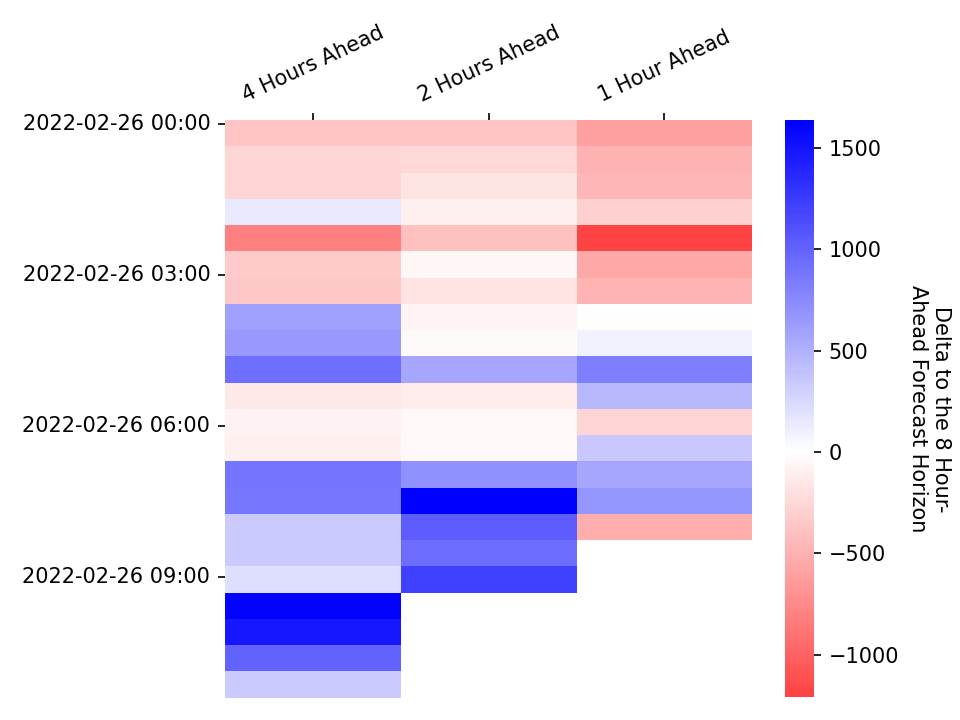 4 Hours Ahead
2 Hours Ahead
1 Hour Ahead
2022-02-26 00:00
2022-02-26 03:00
2022-02-26 06:00
2022-02-26 09:00
1500
1000
500
0
−500
−1000
Delta to the 8 Hour-
Ahead Forecast Horizon